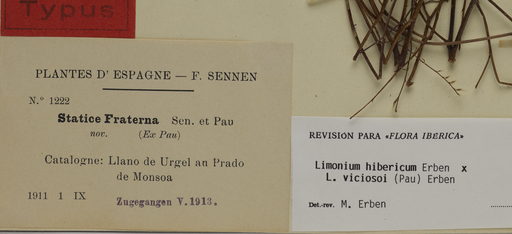 Typus
PLANTES D' ESPAGNE — F. SENNEN
N.° 1222
Statice Fraterna Sen. et Pau
nov. (Ex Pau)
Catalogne: Llano de Urgel au Prado
de Monsoa
1911 1 IX
Zugegangen V.1913.
REVISION PARA «FLORA IBERICA»
Limonium hibericum Erben x
L. viciosoi (Pau) Erben
Det.-rev. M. Erben